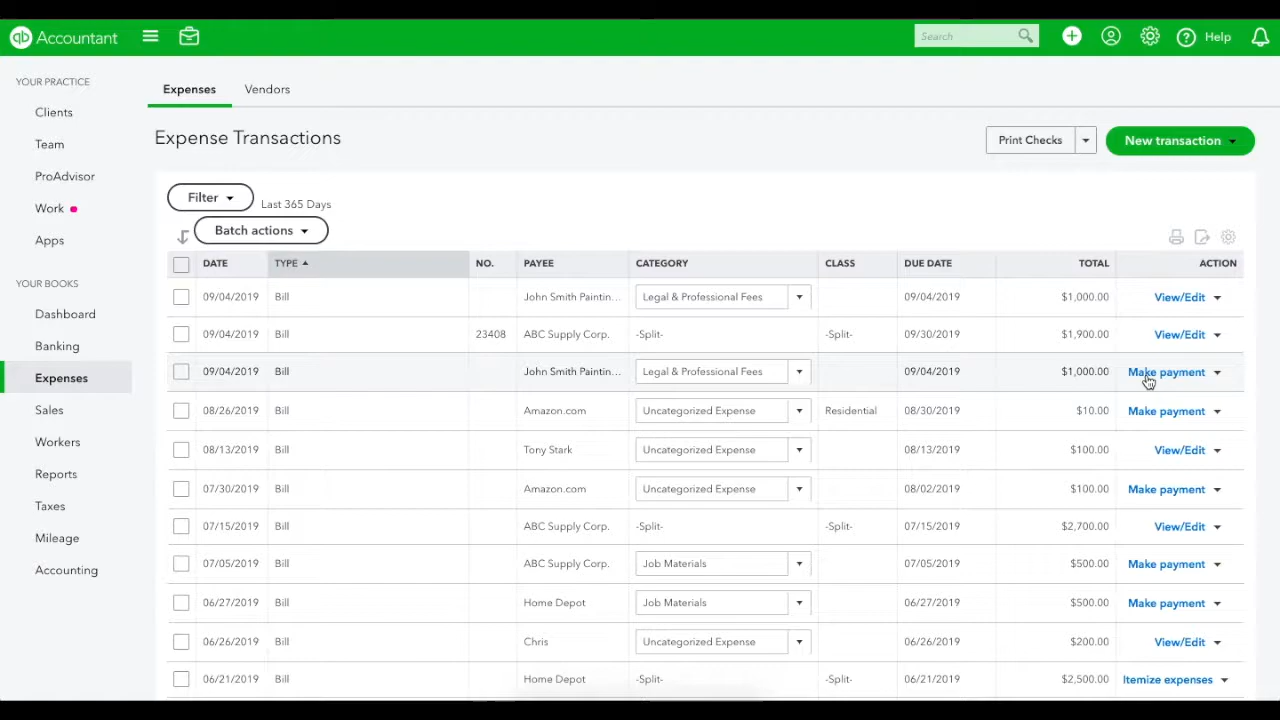 qb Accountant
Search
Help
YOUR PRACTICE
Clients
Team
ProAdvisor
Work
Apps
YOUR BOOKS
Dashboard
Banking
Expenses
Sales
Workers
Reports
Taxes
Mileage
Accounting
Expenses Vendors
Expense Transactions
Print Checks
New transaction
Filter
Last 365 Days
Batch actions
DATE TYPE NO. PAYEE CATEGORY CLASS DUE DATE TOTAL ACTION
09/04/2019 Bill John Smith Paintin... Legal & Professional Fees 09/04/2019 $1,000.00 View/Edit
09/04/2019 Bill 23408 ABC Supply Corp. -Split- -Split- 09/30/2019 $1,900.00 View/Edit
09/04/2019 Bill John Smith Paintin... Legal & Professional Fees 09/04/2019 $1,000.00 Make payment
08/26/2019 Bill Amazon.com Uncategorized Expense Residential 08/30/2019 $10.00 Make payment
08/13/2019 Bill Tony Stark Uncategorized Expense 08/13/2019 $100.00 View/Edit
07/30/2019 Bill Amazon.com Uncategorized Expense 08/02/2019 $100.00 Make payment
07/15/2019 Bill ABC Supply Corp. -Split- -Split- 07/15/2019 $2,700.00 View/Edit
07/05/2019 Bill ABC Supply Corp. Job Materials 07/05/2019 $500.00 Make payment
06/27/2019 Bill Home Depot Job Materials 06/27/2019 $500.00 Make payment
06/26/2019 Bill Chris Uncategorized Expense 06/26/2019 $200.00 View/Edit
06/21/2019 Bill Home Depot -Split- -Split- 06/21/2019 $2,500.00 Itemize expenses